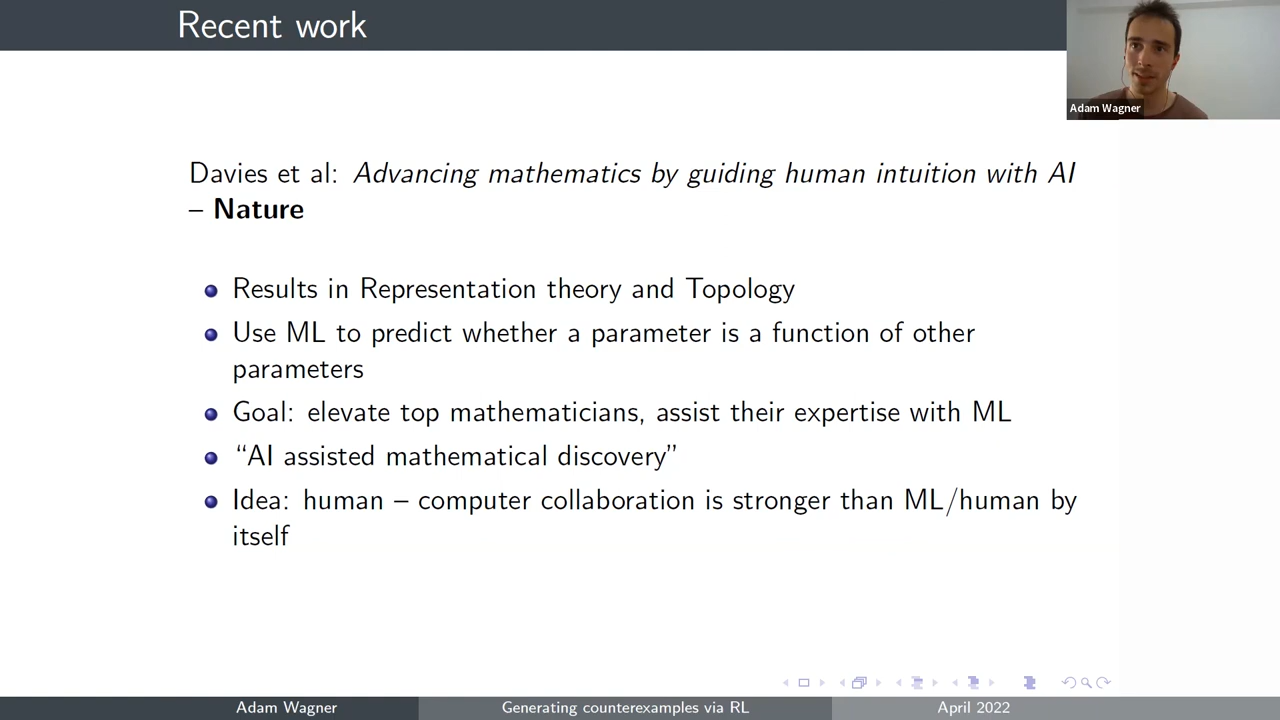 Recent work
Adam Wagner
Davies et al: Advancing mathematics by guiding human intuition with AI
– Nature
Results in Representation theory and Topology
Use ML to predict whether a parameter is a function of other
parameters
Goal: elevate top mathematicians, assist their expertise with ML
“AI assisted mathematical discovery”
Idea: human – computer collaboration is stronger than ML/human by
itself
Adam Wagner
Generating counterexamples via RL
April 2022